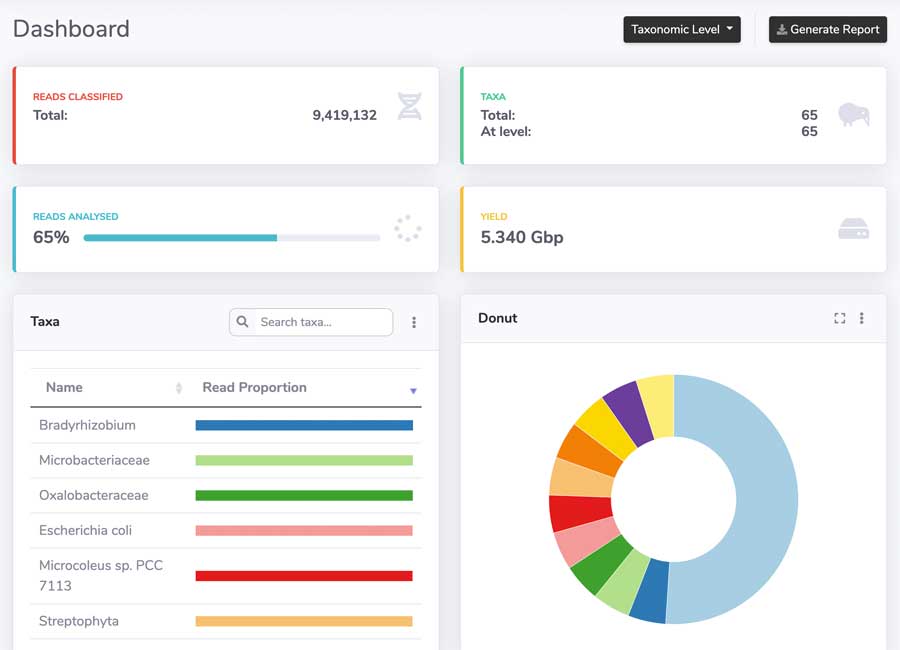 Dashboard
Taxonomic Level
Generate Report
READS CLASSIFIED
Total: 9,419,132
TAXA
Total: 65
At level: 65
READS ANALYSED
65%
YIELD
5.340 Gbp
Taxa
Search taxa...
Donut
Name
Read Proportion
Bradyrhizobium
Microbacteriaceae
Oxalobacteraceae
Escherichia coli
Microcoleus sp. PCC
7113
Streptophyta